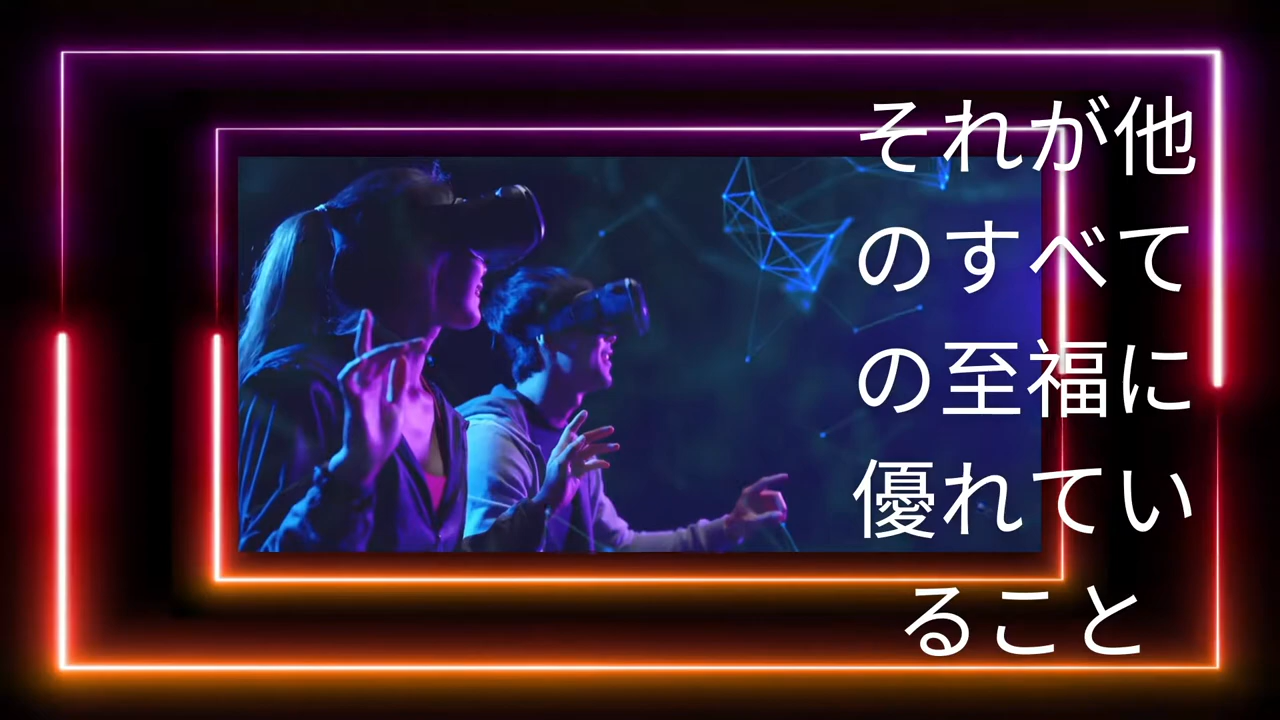 それが他
のすべて
の至福に
優れてい
ること